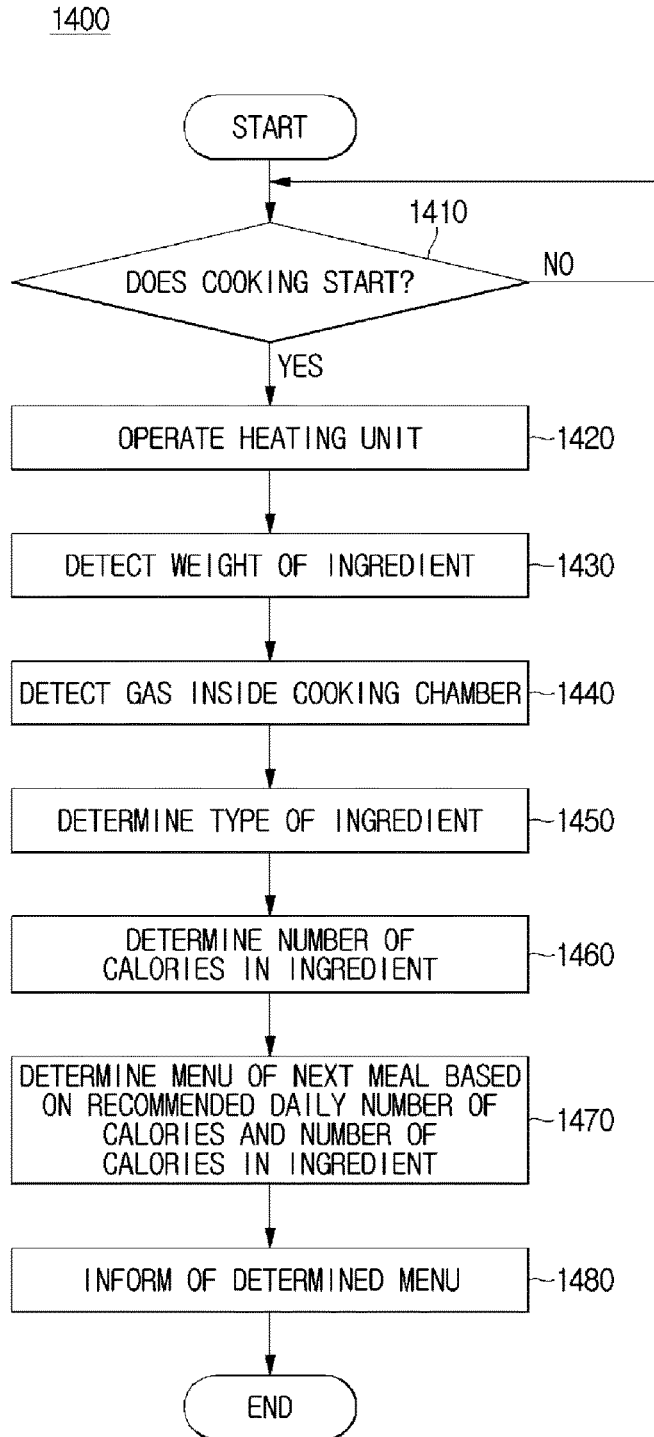 1400
START
1410
DOES COOKING START?
NO
YES
OPERATE HEATING UNIT
1420
DETECT WEIGHT OF INGREDIENT
1430
DETECT GAS INSIDE COOKING CHAMBER
1440
DETERMINE TYPE OF INGREDIENT
1450
DETERMINE NUMBER OF
CALORIES IN INGREDIENT
1460
DETERMINE MENU OF NEXT MEAL BASED
ON RECOMMENDED DAILY NUMBER OF
CALORIES AND NUMBER OF
CALORIES IN INGREDIENT
1470
INFORM OF DETERMINED MENU
1480
END